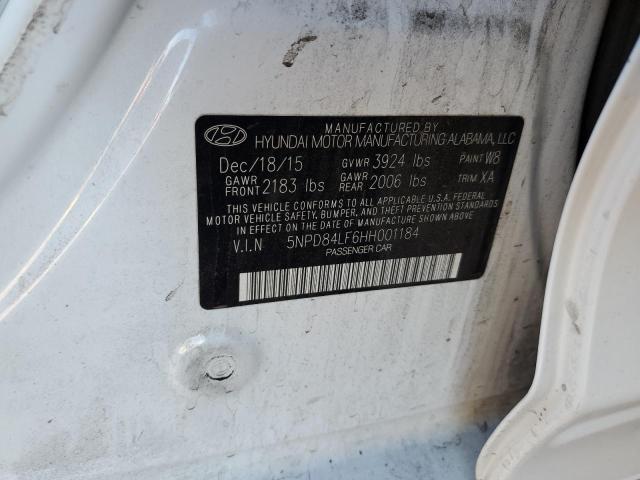 MANUFACTURED BY
HYUNDAI MOTOR MANUFACTURING ALABAMA, LLC
Dec/18/15 GVWR 3924 lbs PAINT W8
GAWR FRONT 2183 lbs GAWR REAR 2006 lbs TRIM XA
THIS VEHICLE CONFORMS TO ALL APPLICABLE U.S.A. FEDERAL
MOTOR VEHICLE SAFETY, BUMPER, AND THEFT PREVENTION STANDARDS
IN EFFECT ON THE DATE OF MANUFACTURE SHOWN ABOVE.
V.I.N 5NPD84LF6HH001184
PASSENGER CAR